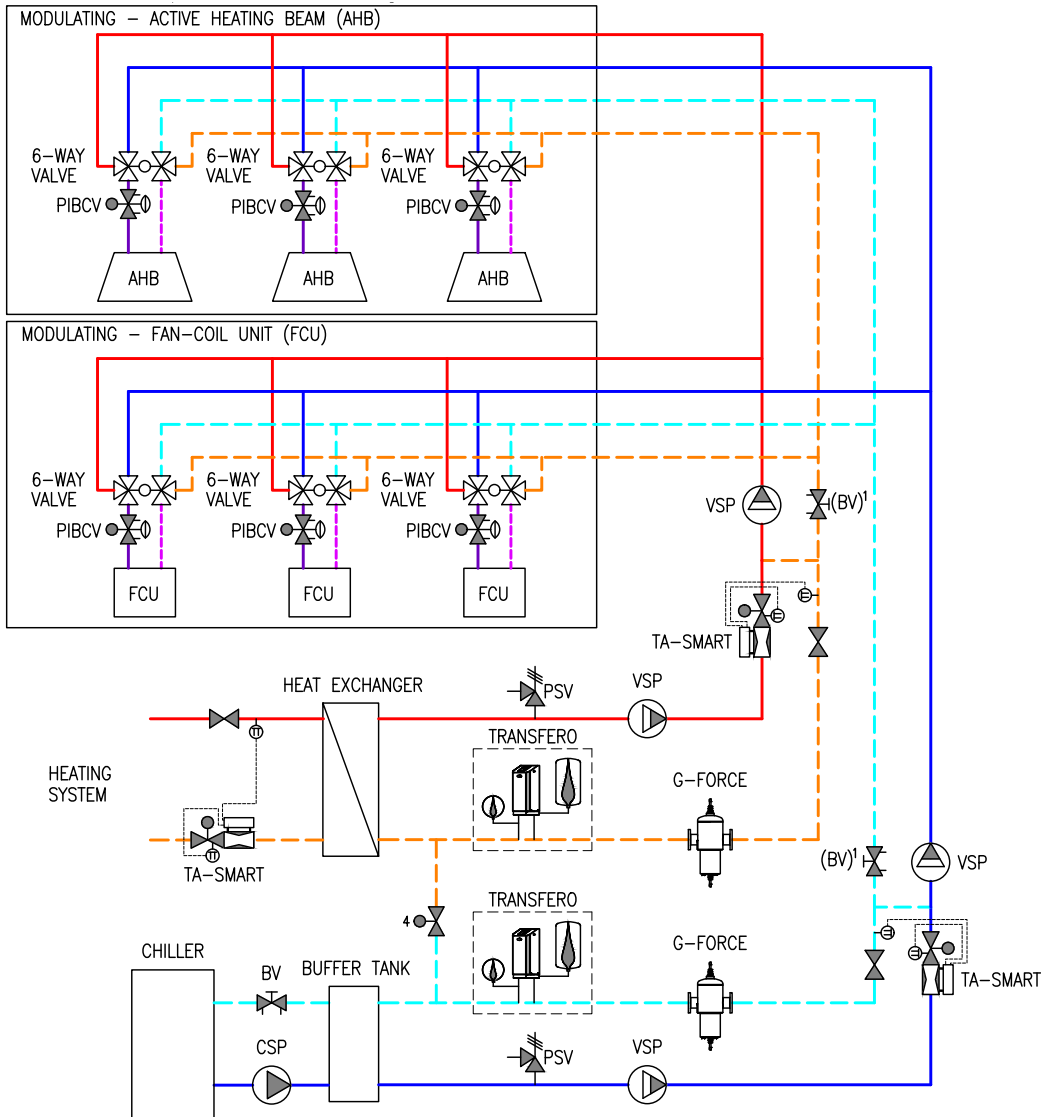 MODULATING – ACTIVE HEATING BEAM (AHB)
6–WAY
VALVE
6–WAY
VALVE
6–WAY
VALVE
PIBCV
PIBCV
PIBCV
AHB
AHB
AHB
MODULATING – FAN–COIL UNIT (FCU)
6–WAY
VALVE
6–WAY
VALVE
6–WAY
VALVE
PIBCV
PIBCV
PIBCV
FCU
FCU
FCU
VSP
(BV)¹
TA–SMART
HEAT EXCHANGER
PSV
VSP
TRANSFERO
HEATING
SYSTEM
G–FORCE
TA–SMART
(BV)¹
VSP
4
TRANSFERO
CHILLER
BV
BUFFER TANK
G–FORCE
TA–SMART
CSP
PSV
VSP